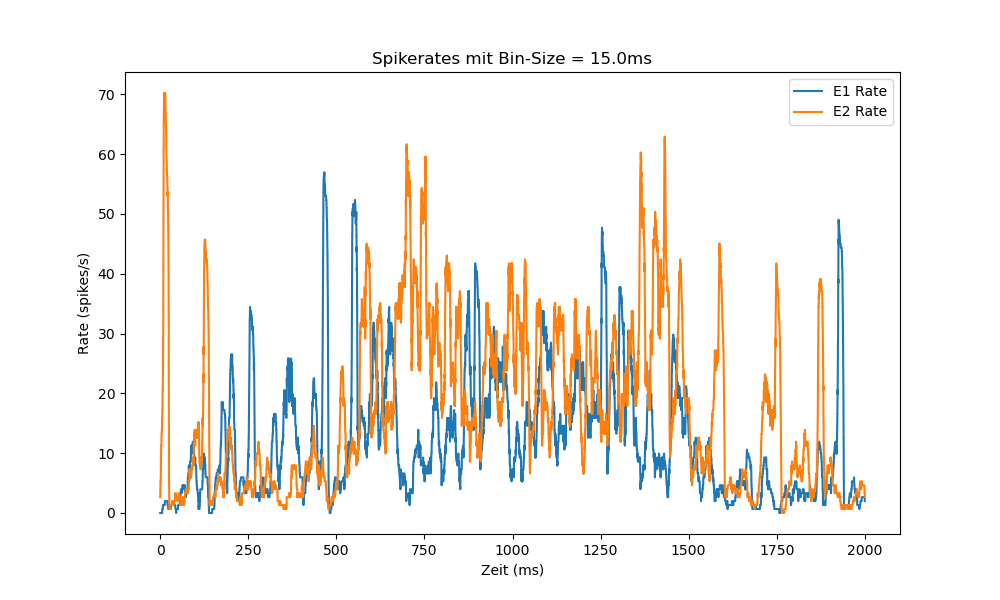 Spikerates mit Bin-Size = 15.0ms
E1 Rate
E2 Rate
Rate (spikes/s)
70
60
50
40
30
20
10
0
0 250 500 750 1000 1250 1500 1750 2000
Zeit (ms)